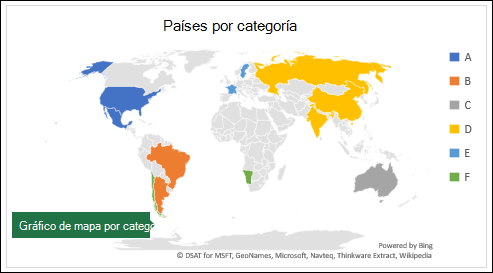 Países por categoría
A
B
C
D
E
F
Gráfico de mapa por catego
Powered by Bing
© DSAT for MSFT, GeoNames, Microsoft, Navteq, Thinkware Extract, Wikipedia